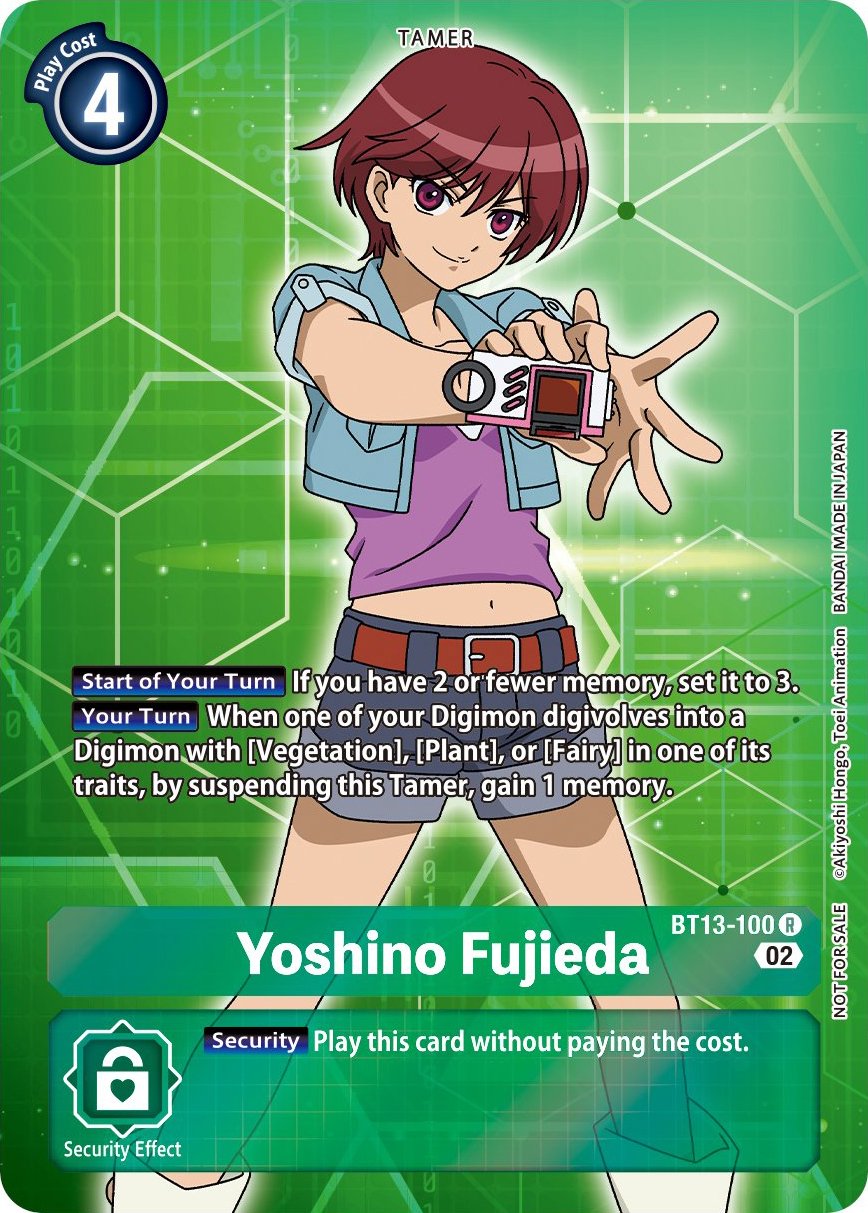 TAMER
Play Cost
4
Start of Your Turn If you have 2 or fewer memory, set it to 3.
Your Turn When one of your Digimon digivolves into a
Digimon with [Vegetation], [Plant], or [Fairy] in one of its
traits, by suspending this Tamer, gain 1 memory.
©Akiyoshi Hongo, Toei Animation BANDAI MADE IN JAPAN
NOT FOR SALE
BT13-100 R
Yoshino Fujieda
02
Security Play this card without paying the cost.
Security Effect